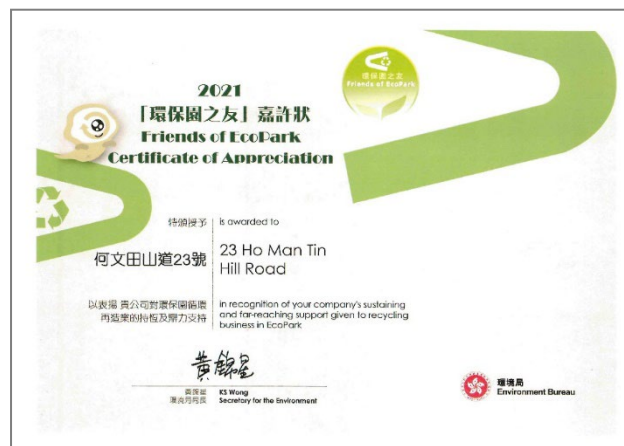 環保園之友
Friends of EcoPark
2021
「環保園之友」嘉許狀
Friends of EcoPark
Certificate of Appreciation
特頒授予
is awarded to
何文田山道23號
23 Ho Man Tin
Hill Road
以表揚 貴公司對環保園循環
再造業的持恆及鼎力支持
in recognition of your company's sustaining
and far-reaching support given to recycling
business in EcoPark
黃錦星
黃錦星
環境局局長
KS Wong
Secretary for the Environment
環境局
Environment Bureau